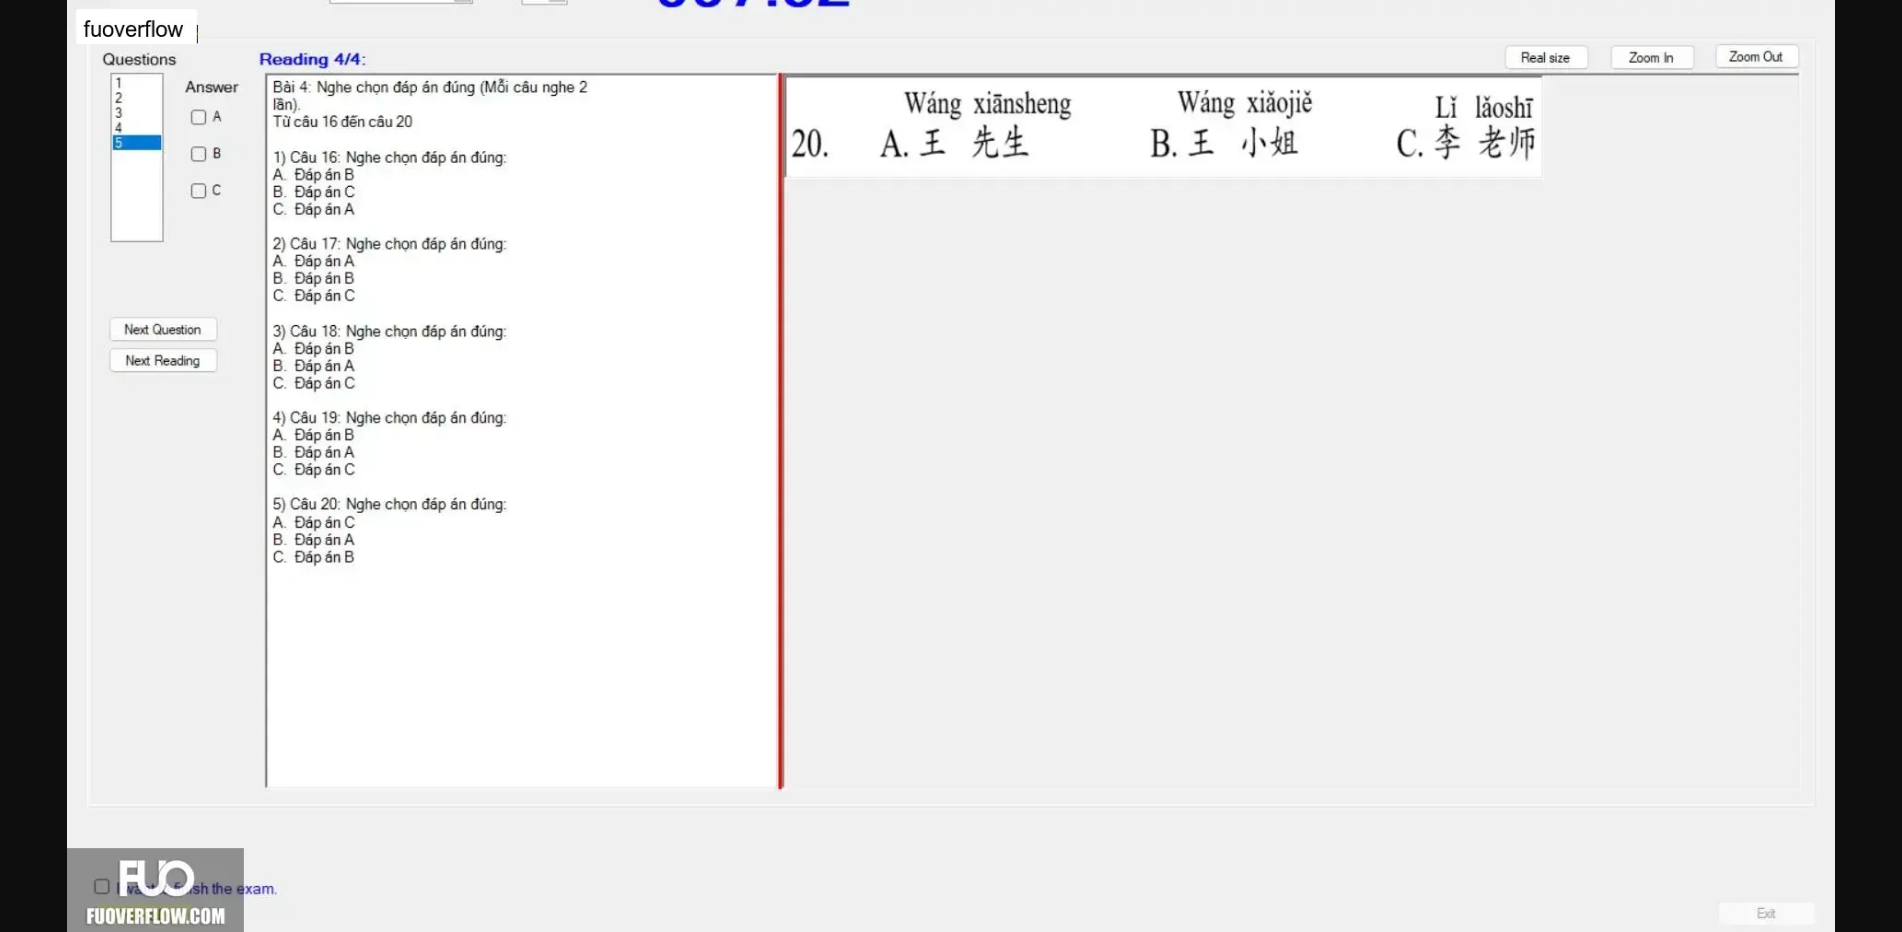 fuoverflow
Questions
Reading 4/4:
Real size
Zoom In
Zoom Out
1
2
3
4
5
Answer
A
B
C
Next Question
Next Reading
Bài 4: Nghe chọn đáp án đúng (Mỗi câu nghe 2
lần).
Từ câu 16 đến câu 20
1) Câu 16: Nghe chọn đáp án đúng:
A. Đáp án B
B. Đáp án C
C. Đáp án A
2) Câu 17: Nghe chọn đáp án đúng:
A. Đáp án A
B. Đáp án B
C. Đáp án C
3) Câu 18: Nghe chọn đáp án đúng:
A. Đáp án B
B. Đáp án A
C. Đáp án C
4) Câu 19: Nghe chọn đáp án đúng:
A. Đáp án B
B. Đáp án A
C. Đáp án C
5) Câu 20: Nghe chọn đáp án đúng:
A. Đáp án C
B. Đáp án A
C. Đáp án B
Wáng xiānsheng Wáng xiǎojiě Lǐ lǎoshī
20. A. 王 先生 B. 王 小姐 C. 李 老师
the exam.
FUO
FUOVERFLOW.COM
Exit